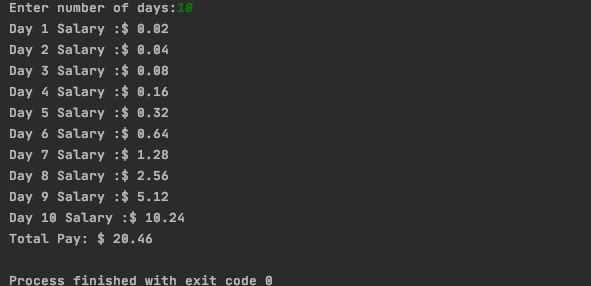 Enter number of days:10
Day 1 Salary :$ 0.02
Day 2 Salary :$ 0.04
Day 3 Salary :$ 0.08
Day 4 Salary :$ 0.16
Day 5 Salary :$ 0.32
Day 6 Salary :$ 0.64
Day 7 Salary :$ 1.28
Day 8 Salary :$ 2.56
Day 9 Salary :$ 5.12
Day 10 Salary :$ 10.24
Total Pay: $ 20.46
Process finished with exit code 0